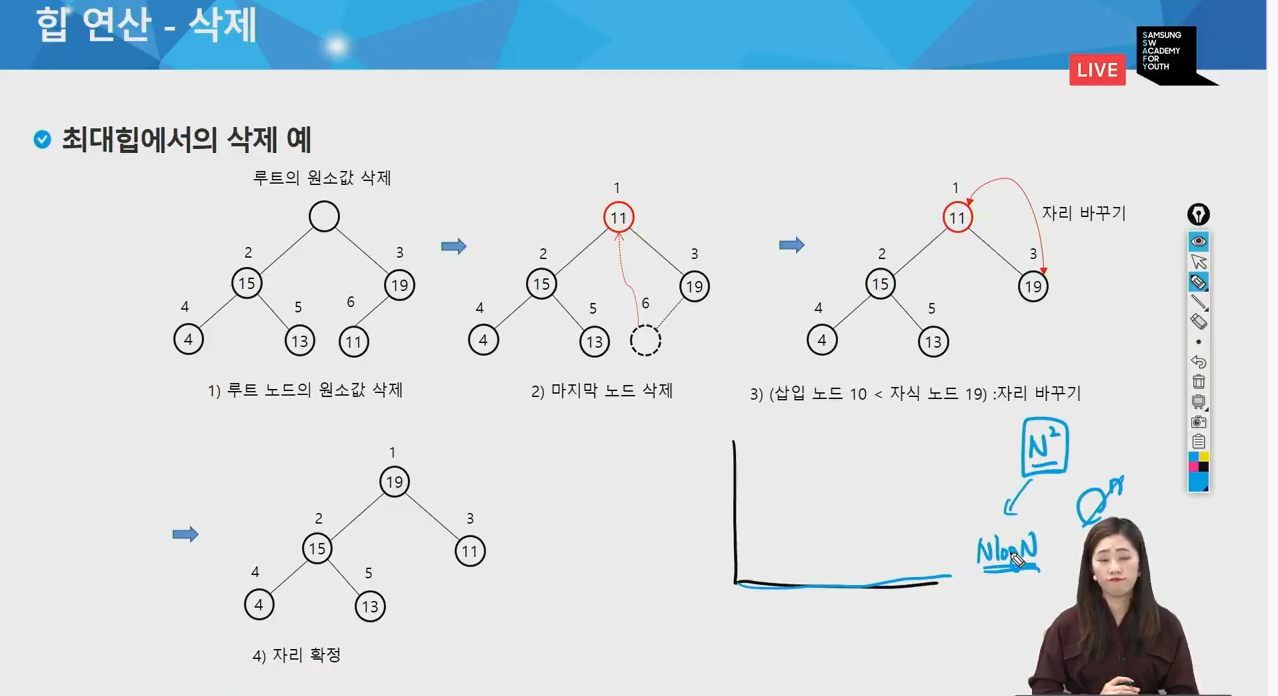 힙 연산 - 삭제
SAMSUNG
SW
ACADEMY
FOR
YOUTH
LIVE
최대힙에서의 삭제 예
루트의 원소값 삭제
2 3
15 19
4 5 6
4 13 11
1) 루트 노드의 원소값 삭제
1
11
2 3
15 19
4 5 6
4 13
2) 마지막 노드 삭제
1
11 자리 바꾸기
2 3
15 19
4 5
4 13
3) (삽입 노드 10 < 자식 노드 19) :자리 바꾸기
1
19
2 3
15 11
4 5
4 13
4) 자리 확정
N²
NlogN